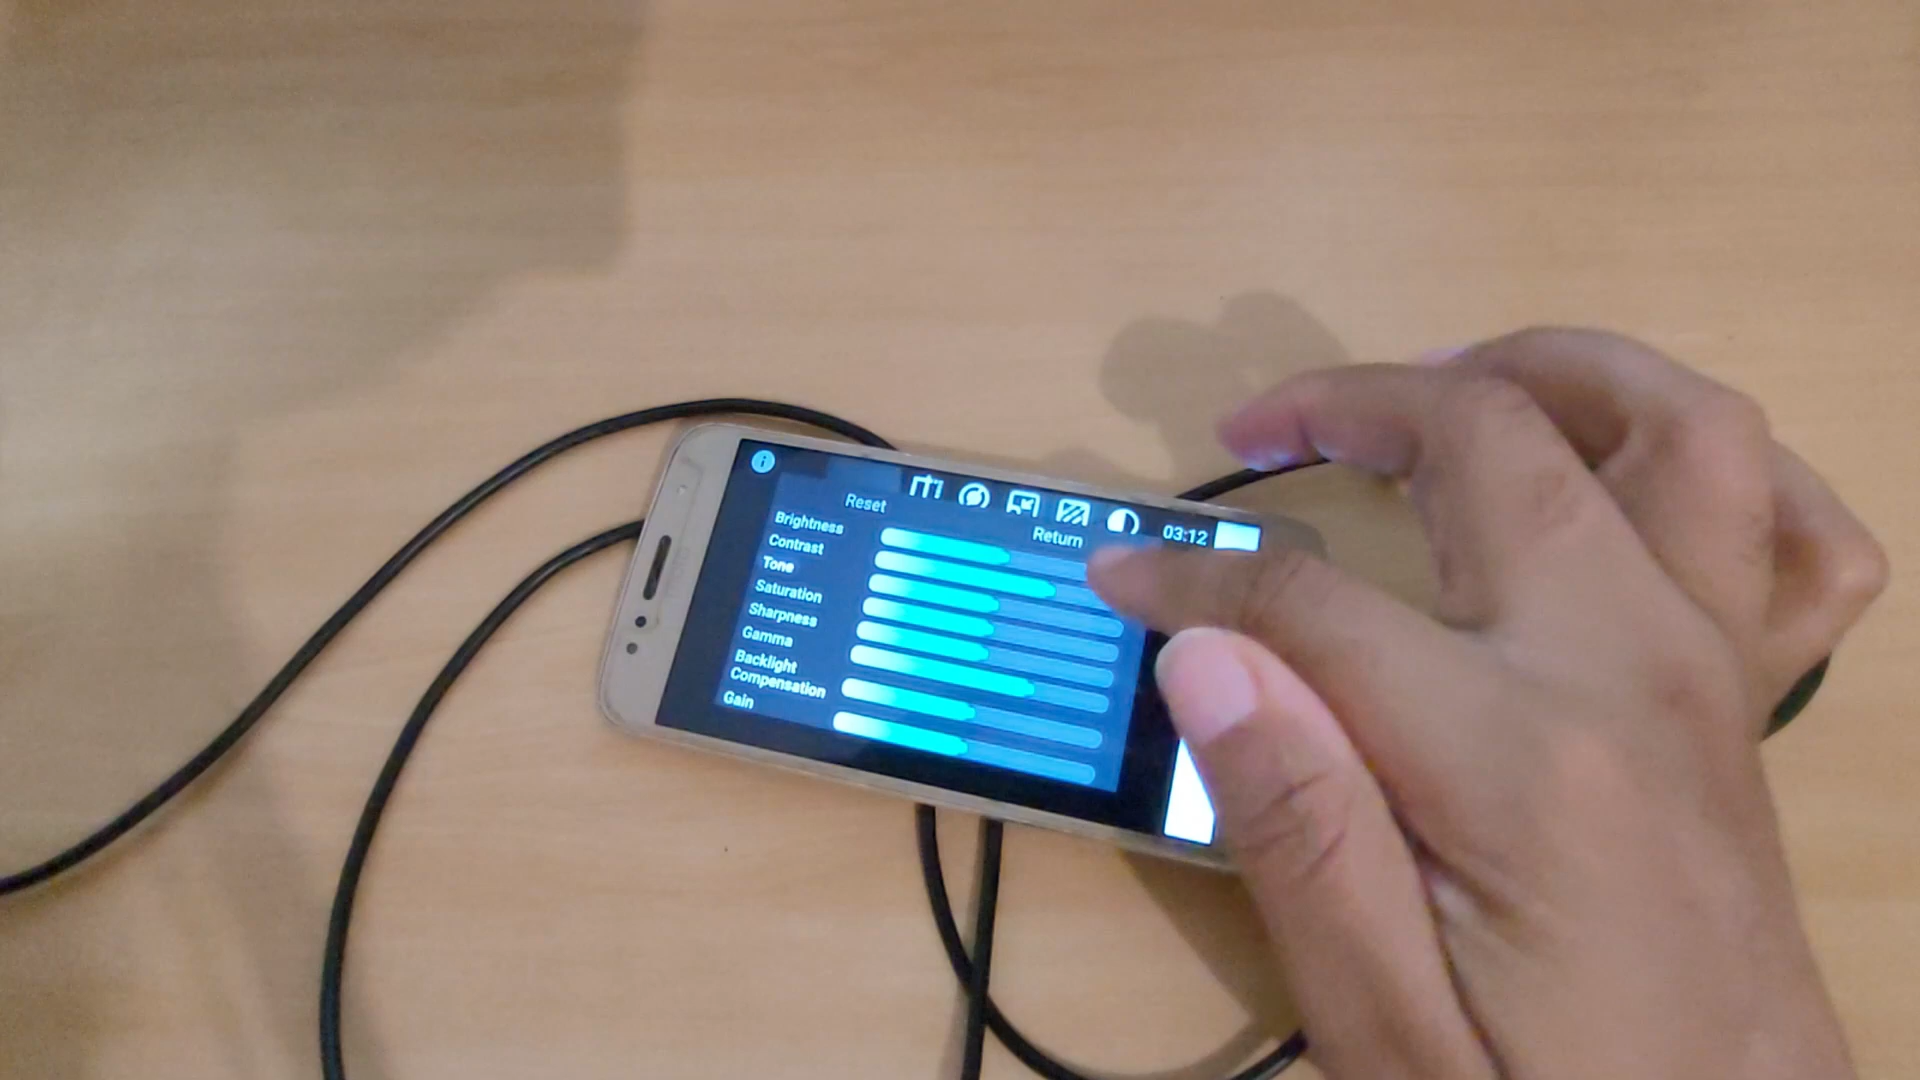 03:12
Reset
Return
Brightness
Contrast
Tone
Saturation
Sharpness
Gamma
Backlight
Compensation
Gain